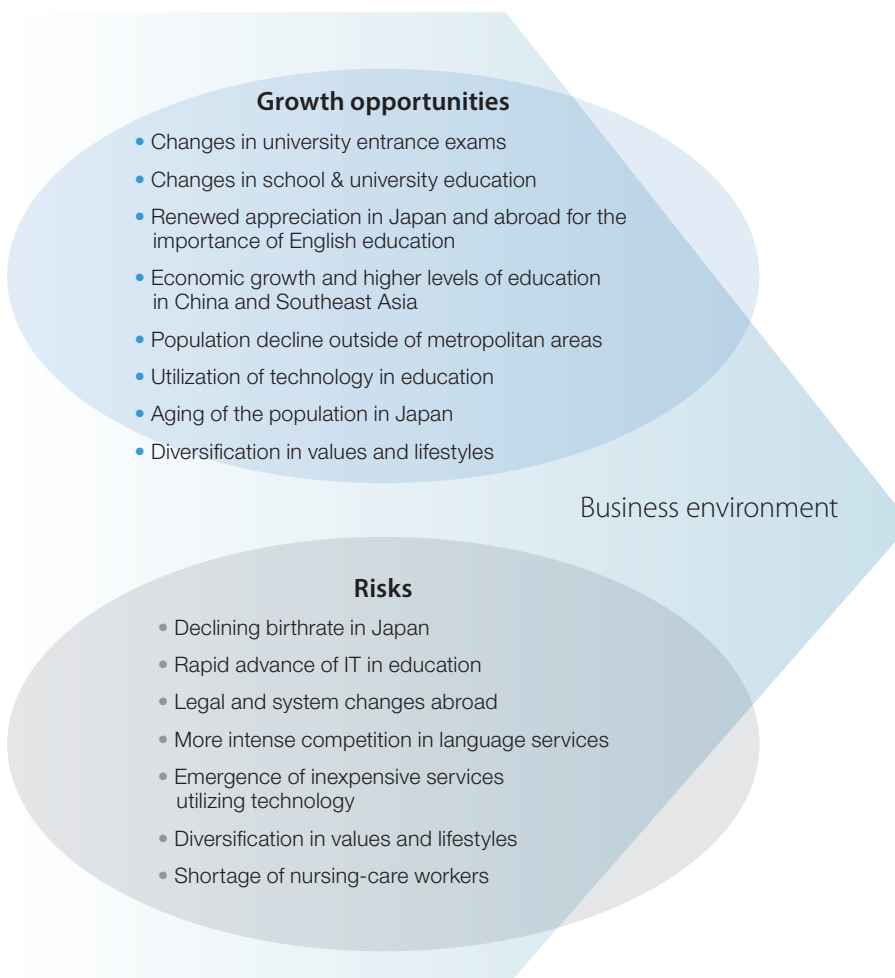 Growth opportunities
• Changes in university entrance exams
• Changes in school & university education
• Renewed appreciation in Japan and abroad for the
importance of English education
• Economic growth and higher levels of education
in China and Southeast Asia
• Population decline outside of metropolitan areas
• Utilization of technology in education
• Aging of the population in Japan
• Diversification in values and lifestyles
Business environment
Risks
• Declining birthrate in Japan
• Rapid advance of IT in education
• Legal and system changes abroad
• More intense competition in language services
• Emergence of inexpensive services
utilizing technology
• Diversification in values and lifestyles
• Shortage of nursing-care workers